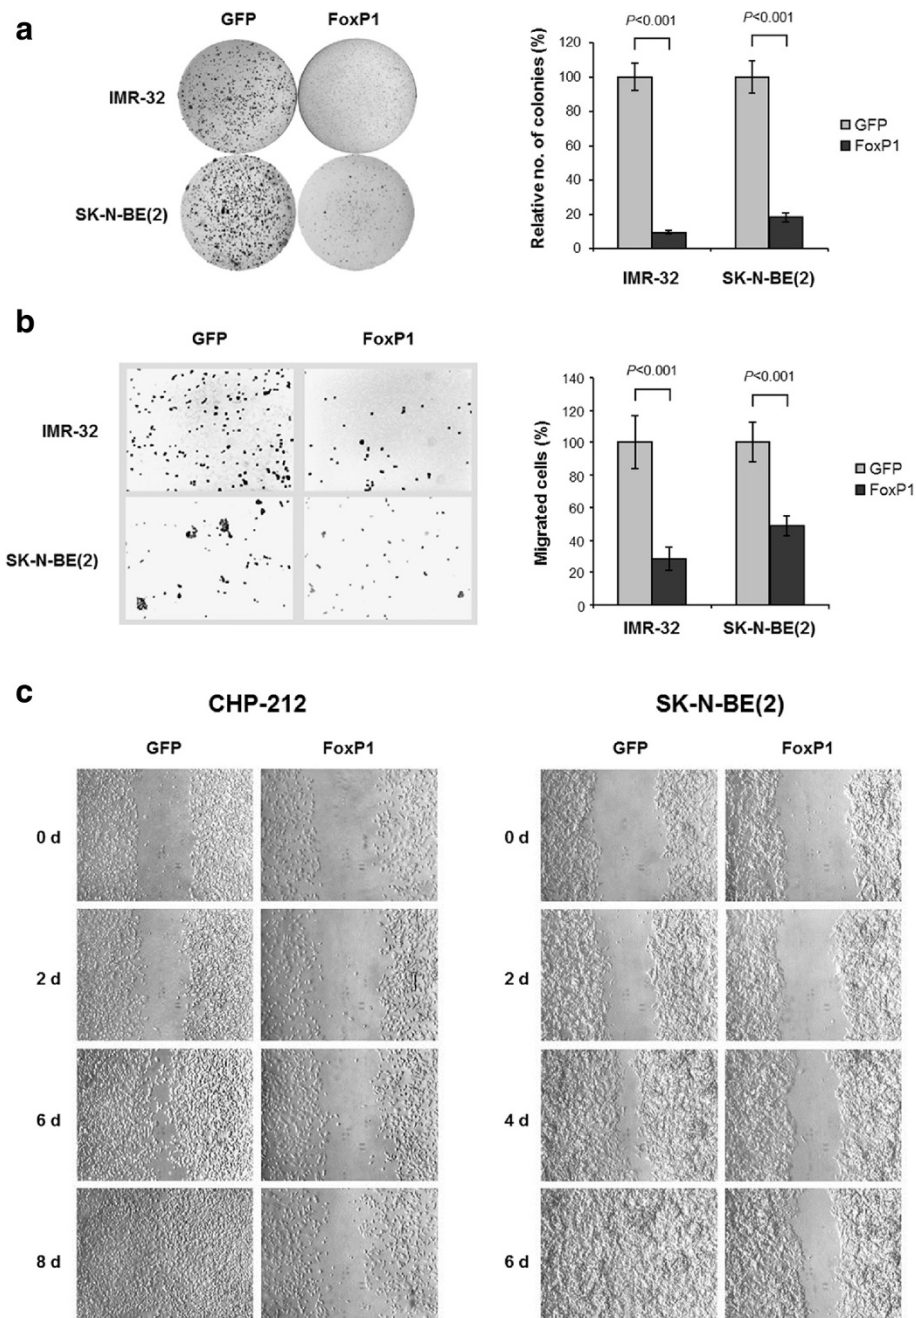 a
GFP FoxP1
IMR-32
SK-N-BE(2)
Relative no. of colonies (%)
120
100
80
60
40
20
0
P<0.001 P<0.001
GFP
FoxP1
IMR-32 SK-N-BE(2)
b
GFP FoxP1
IMR-32
SK-N-BE(2)
Migrated cells (%)
140
120
100
80
60
40
20
0
P<0.001 P<0.001
GFP
FoxP1
IMR-32 SK-N-BE(2)
c
CHP-212 SK-N-BE(2)
GFP FoxP1 GFP FoxP1
0 d 0 d
2 d 2 d
6 d 4 d
8 d 6 d